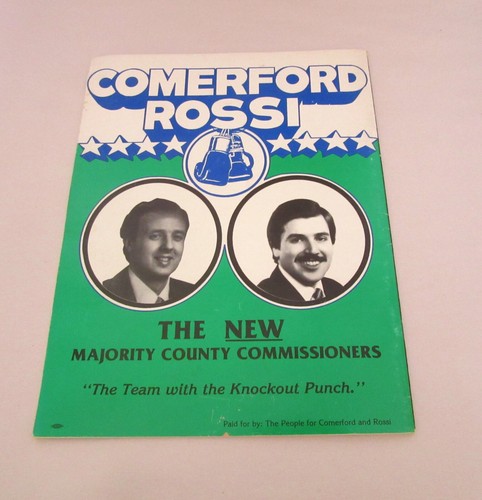 COMERFORD
ROSSI
THE NEW
MAJORITY COUNTY COMMISSIONERS
"The Team with the Knockout Punch."
Paid for by: The People for Comerford and Rossi.